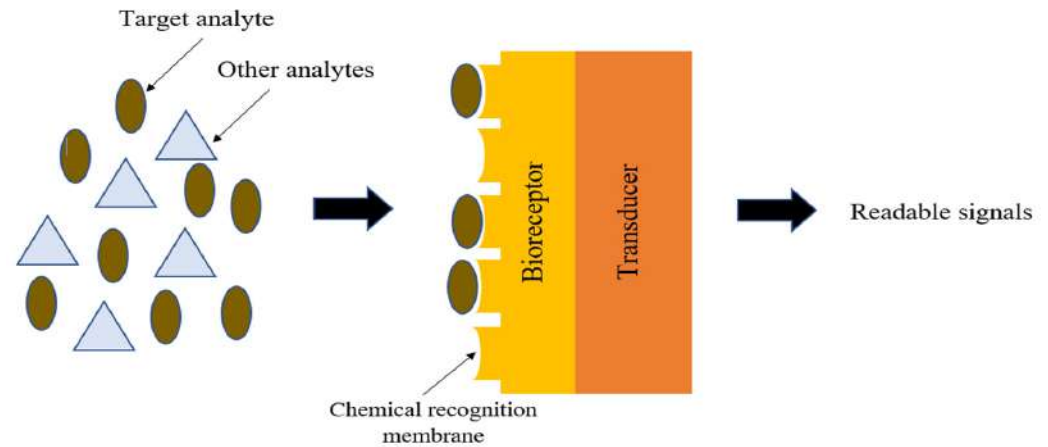 Target analyte
Other analytes
Bioreceptor
Transducer
Readable signals
Chemical recognition
membrane